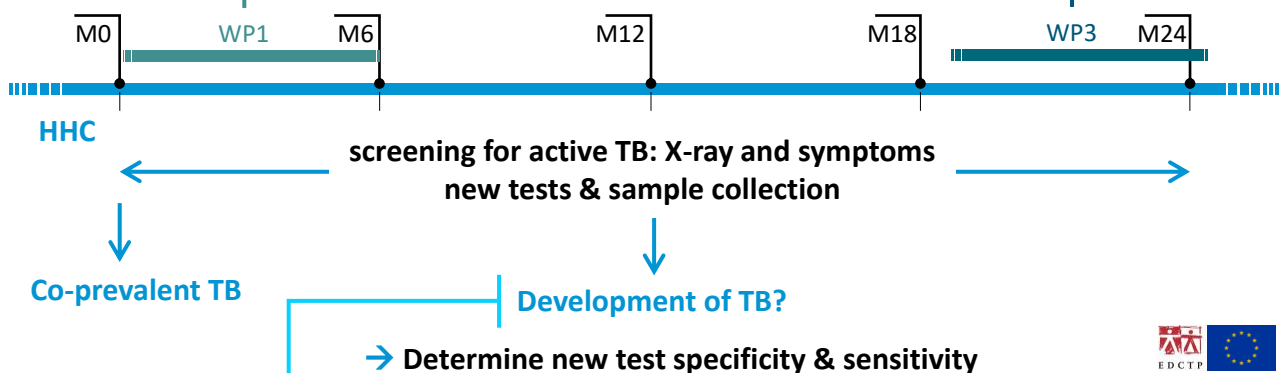 M0
WP1
M6
M12
M18
WP3
M24
HHC
screening for active TB: X-ray and symptoms
new tests & sample collection
Co-prevalent TB
Development of TB?
→ Determine new test specificity & sensitivity
EDCTP